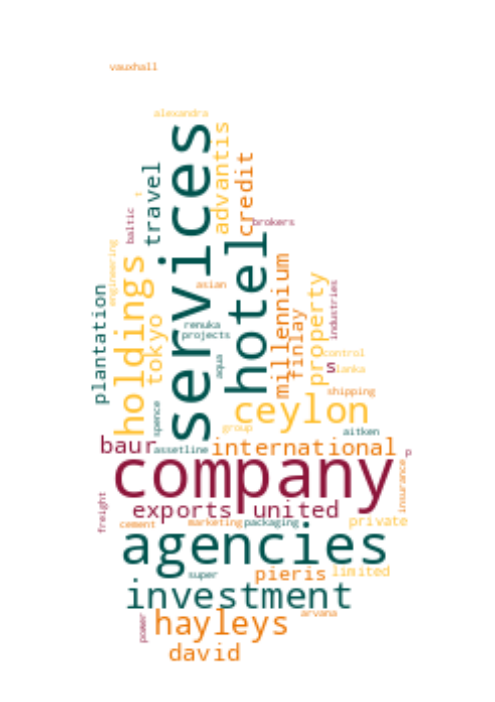 vauxhall
alexandra
services
advantis
travel
credit
t
baltic
brokers
hotel
engineering
holdings
asian
millennium
property
industries
plantation
tokyo
finlay
renuka
projects
control
aqua
s
lanka
shipping
spence
ceylon
group
aitken
baur
assetline
international
p
company
insurance
freight
exports
united
cement
marketing
packaging
private
agencies
super
pieris
limited
investment
power
hayleys
arvana
david